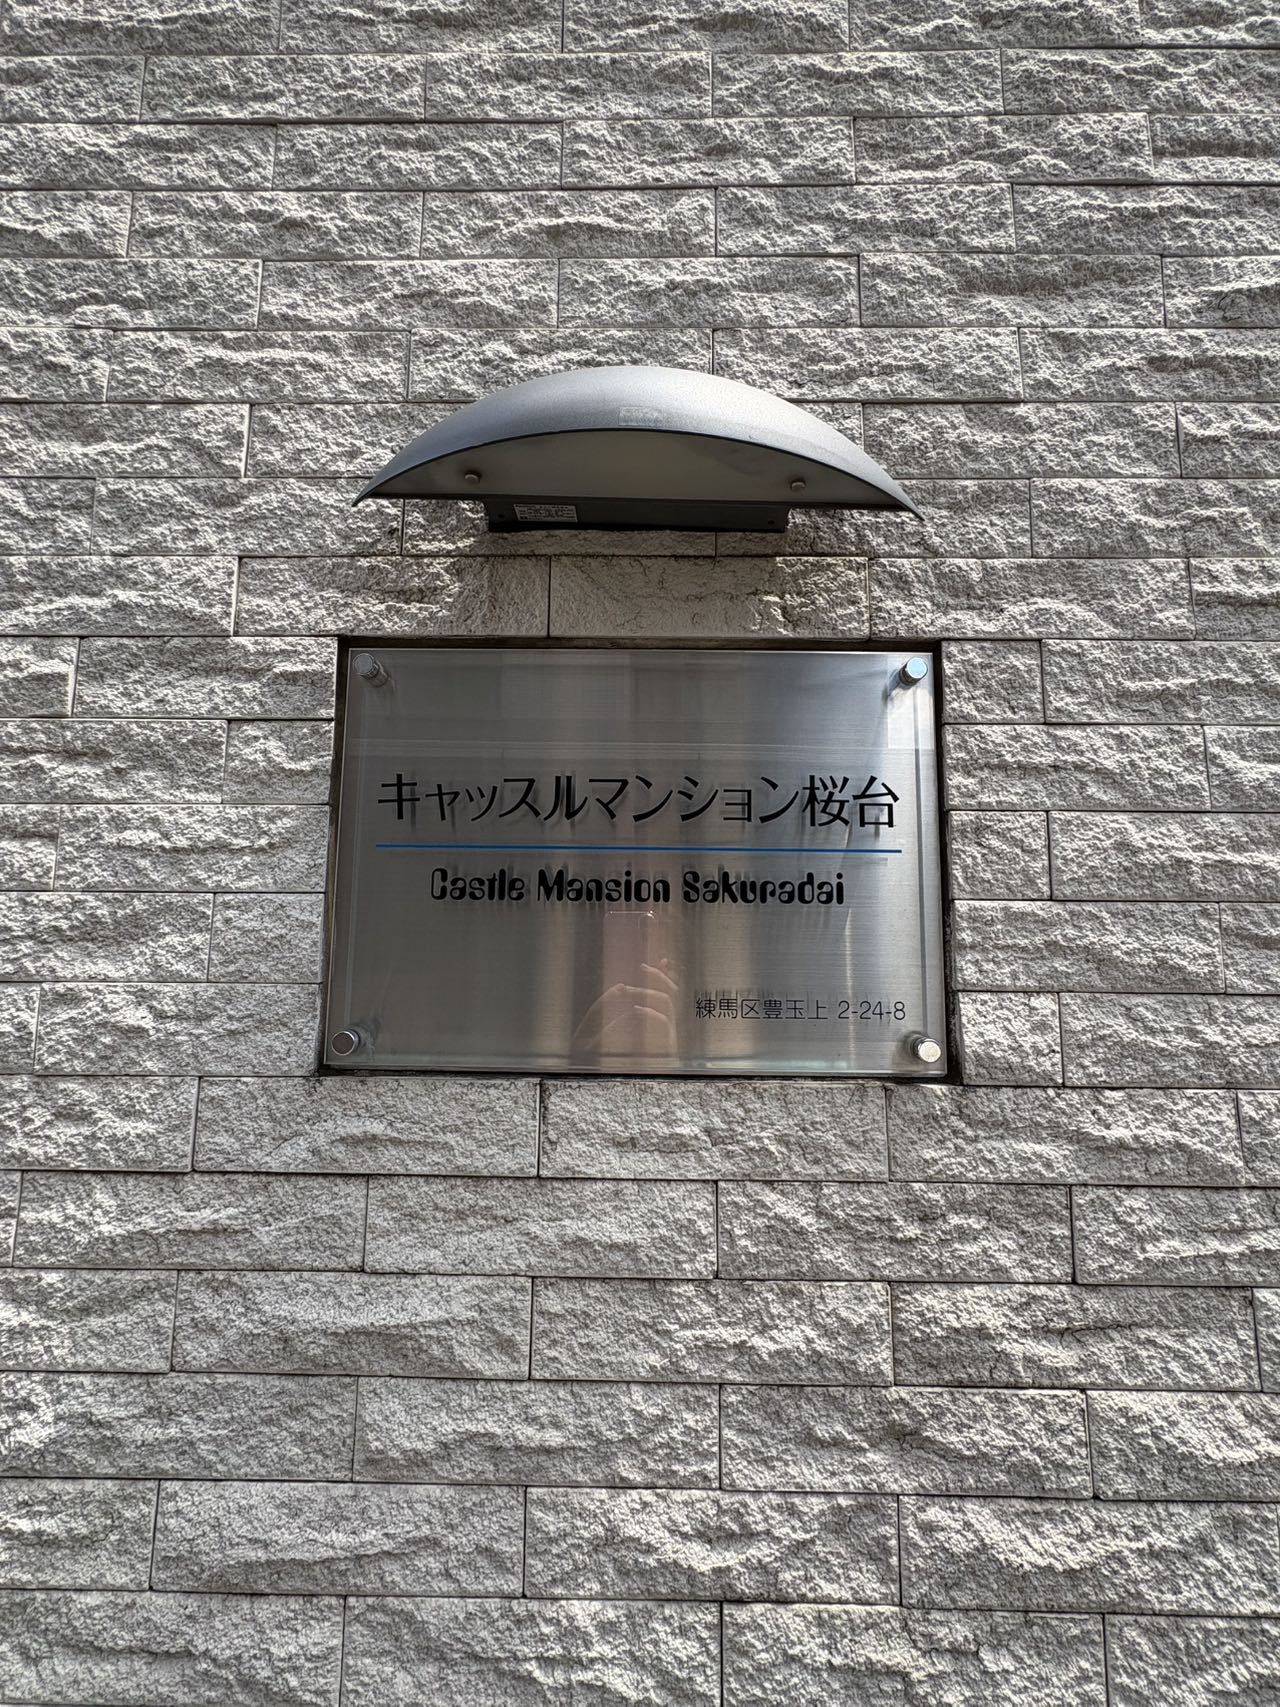 キャッスルマンション桜台
Castle Mansion Sakuradai
練馬区豊玉上 2-24-8